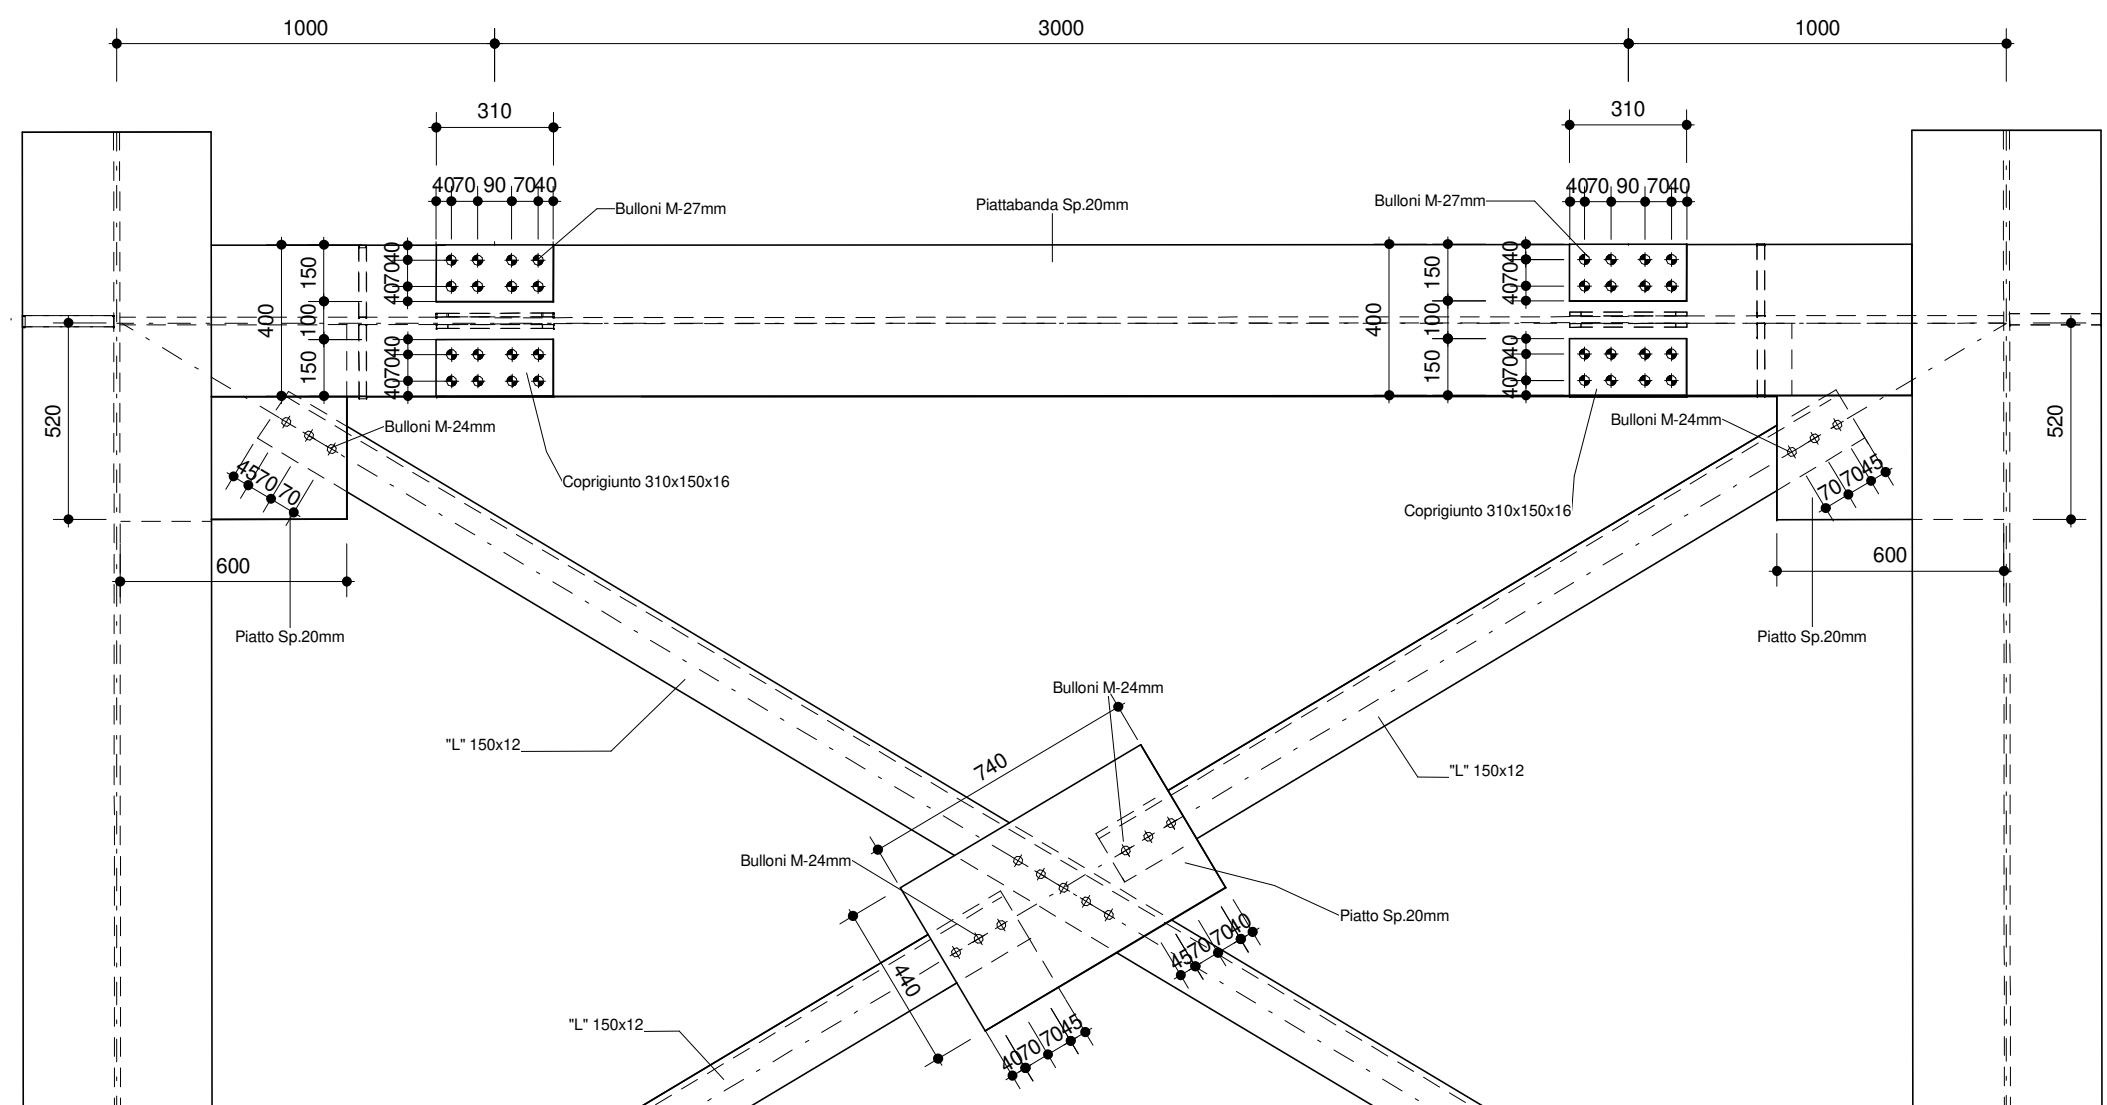 1000
3000
1000
310
310
40 70 90 70 40
40 70 90 70 40
Bulloni M-27mm
Piattabanda Sp.20mm
Bulloni M-27mm
400
150
100
150
40 70 40
40 70 40
400
150
100
150
40 70 40
40 70 40
520
520
Bulloni M-24mm
Bulloni M-24mm
45 70 70
70 70 45
Coprigiunto 310x150x16
Coprigiunto 310x150x16
600
600
Piatto Sp.20mm
Piatto Sp.20mm
Bulloni M-24mm
"L" 150x12
740
"L" 150x12
Bulloni M-24mm
Piatto Sp.20mm
440
45 70 70 40
"L" 150x12
40 70 70 45